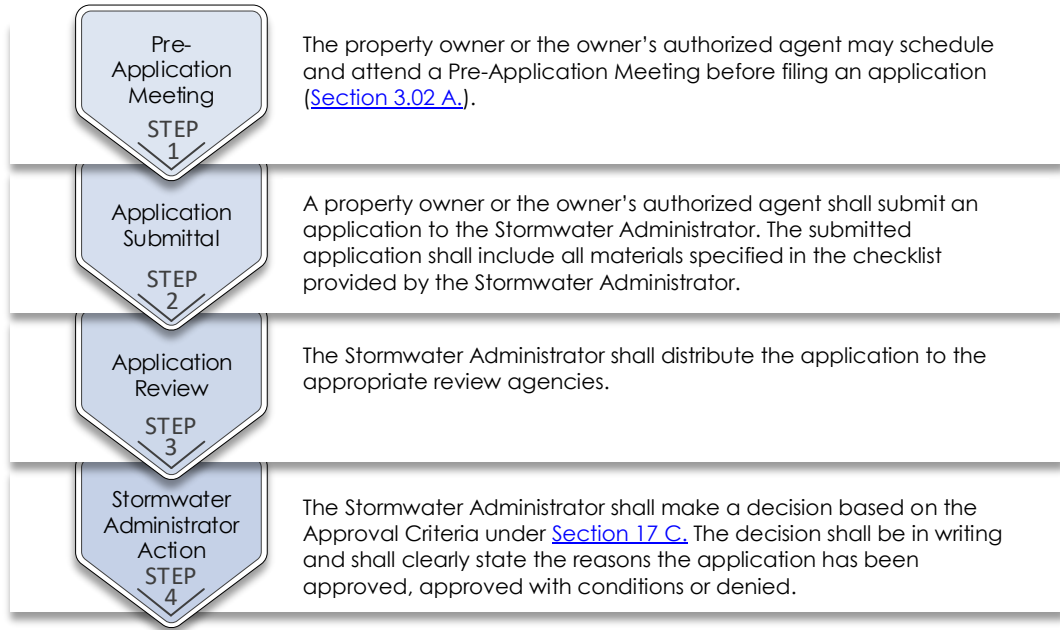 Pre-
Application
Meeting
STEP
1
The property owner or the owner’s authorized agent may schedule
and attend a Pre-Application Meeting before filing an application
(Section 3.02 A.).
Application
Submittal
STEP
2
A property owner or the owner’s authorized agent shall submit an
application to the Stormwater Administrator. The submitted
application shall include all materials specified in the checklist
provided by the Stormwater Administrator.
Application
Review
STEP
3
The Stormwater Administrator shall distribute the application to the
appropriate review agencies.
Stormwater
Administrator
Action
STEP
4
The Stormwater Administrator shall make a decision based on the
Approval Criteria under Section 17 C. The decision shall be in writing
and shall clearly state the reasons the application has been
approved, approved with conditions or denied.